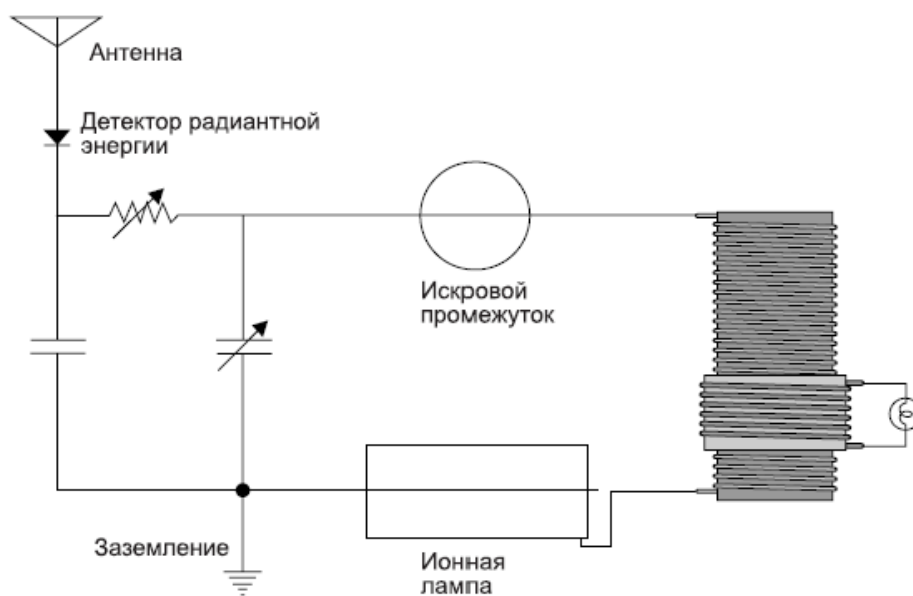 Антенна
Детектор радиантной
энергии
Искровой
промежуток
Заземление
Ионная
лампа